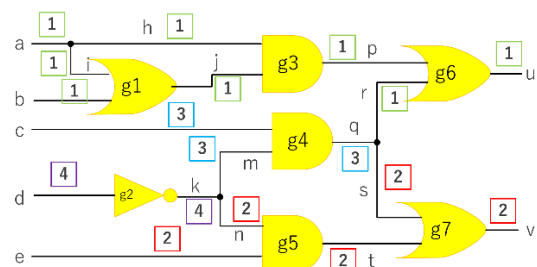 1
h 1
a
1 i j g3 1 p 1
g6 u
b 1 g1 1 r 1
3
c
g4 q
3 m 3
4 k s 2
d g2
4 2 2
n g7 v
2 g5
e
2 t